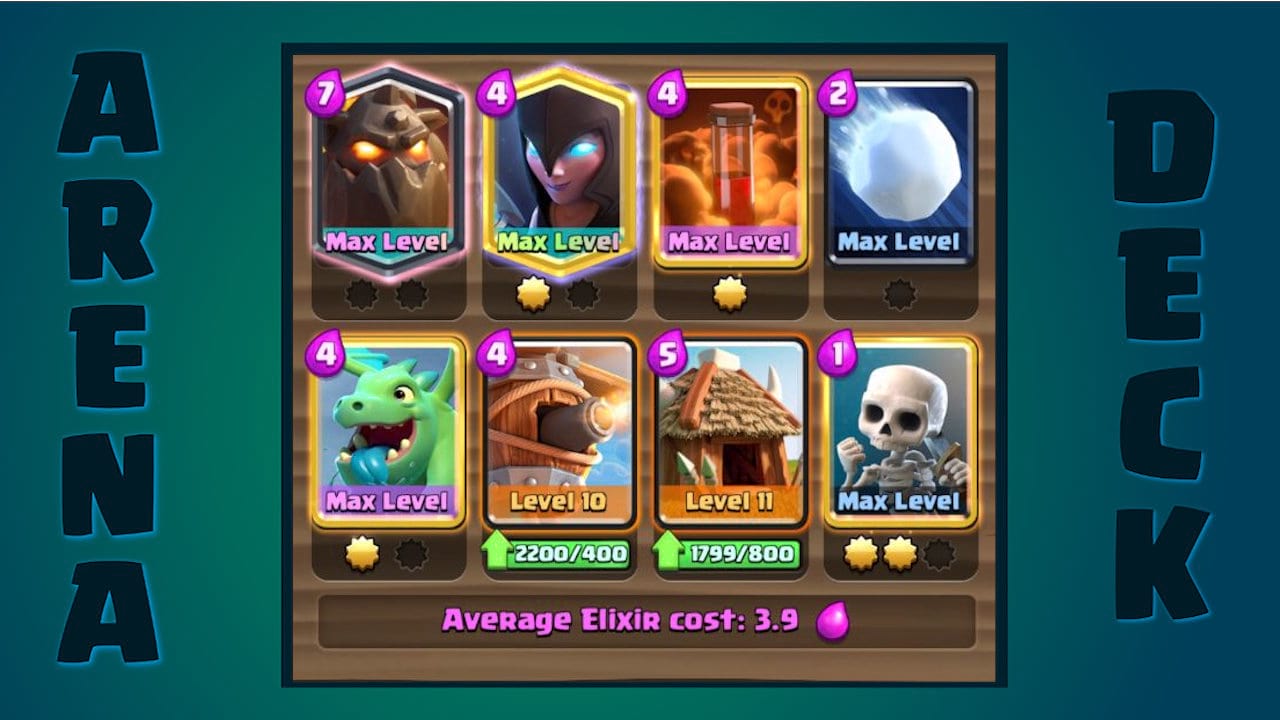 ARENA
7 4 4 2
Max Level Max Level Max Level Max Level
4 4 5 1
Max Level Level 10 Level 11 Max Level
2200/400 1799/800
Average Elixir cost: 3.9
DECK